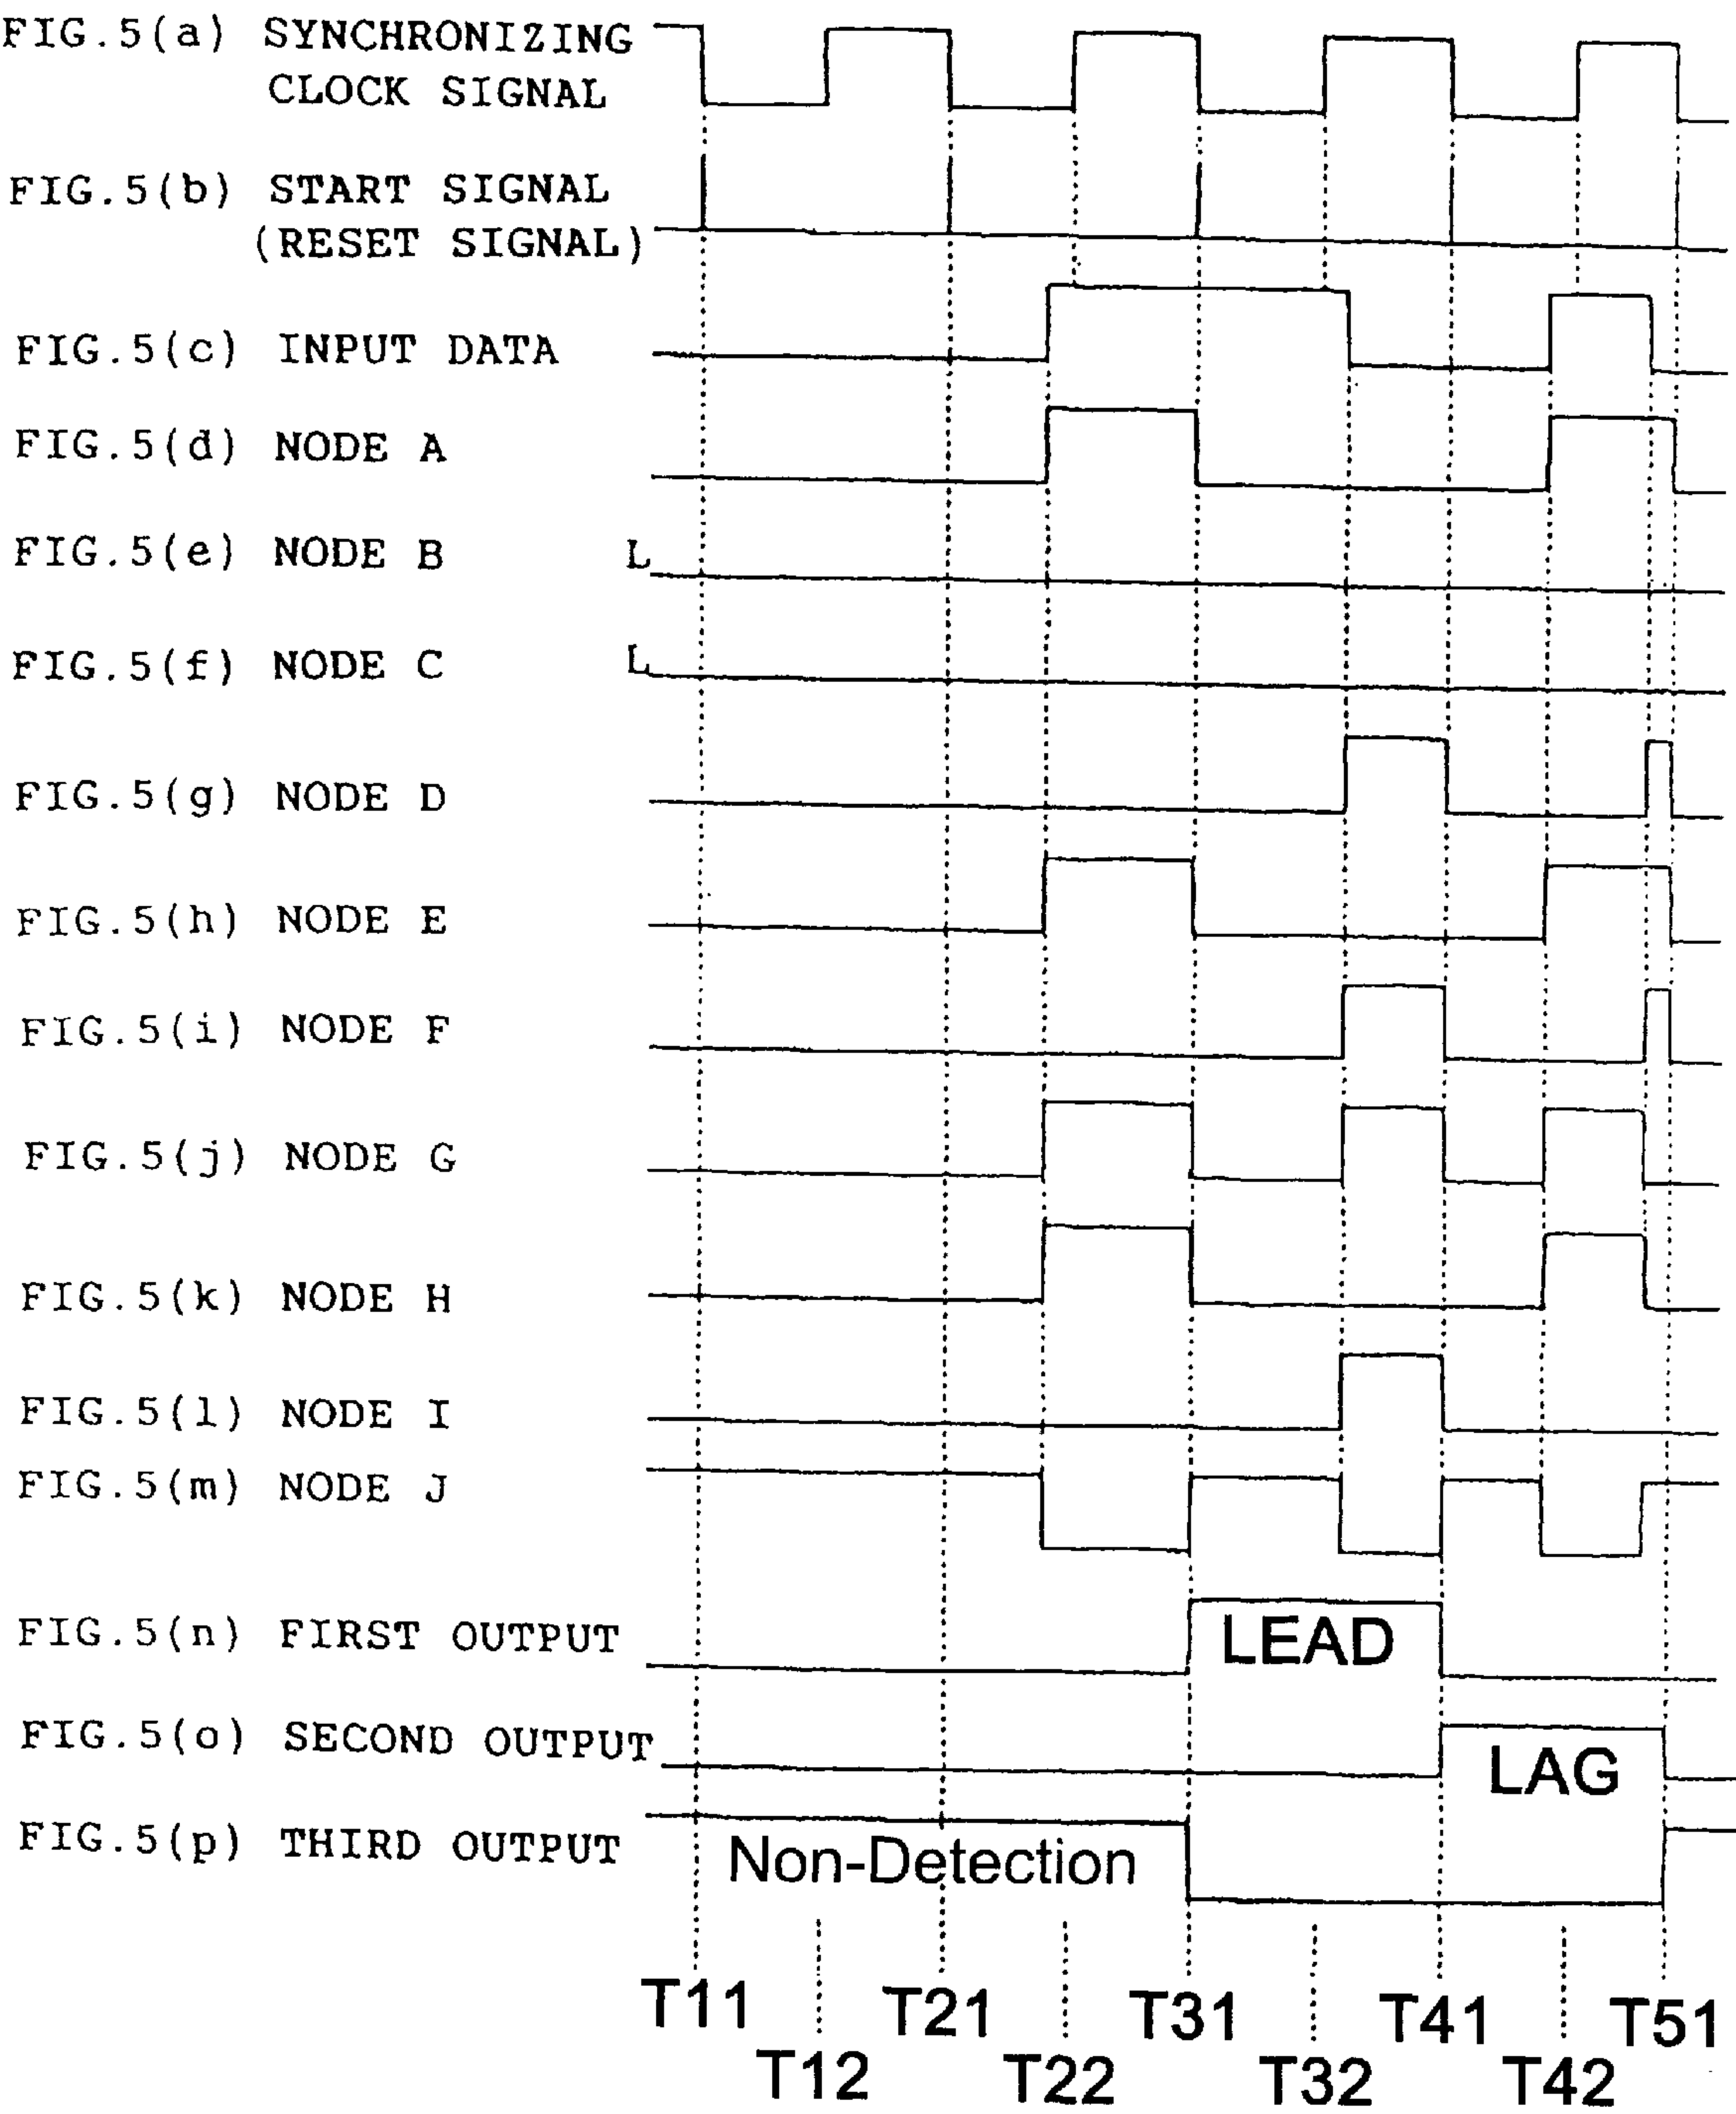 FIG.5(a) SYNCHRONIZING
CLOCK SIGNAL
FIG.5(b) START SIGNAL
(RESET SIGNAL)
FIG.5(c) INPUT DATA
FIG.5(d) NODE A
FIG.5(e) NODE B L
FIG.5(f) NODE C L
FIG.5(g) NODE D
FIG.5(h) NODE E
FIG.5(i) NODE F
FIG.5(j) NODE G
FIG.5(k) NODE H
FIG.5(l) NODE I
FIG.5(m) NODE J
FIG.5(n) FIRST OUTPUT LEAD
FIG.5(o) SECOND OUTPUT LAG
FIG.5(p) THIRD OUTPUT Non-Detection
T11 T21 T31 T41 T51
T12 T22 T32 T42